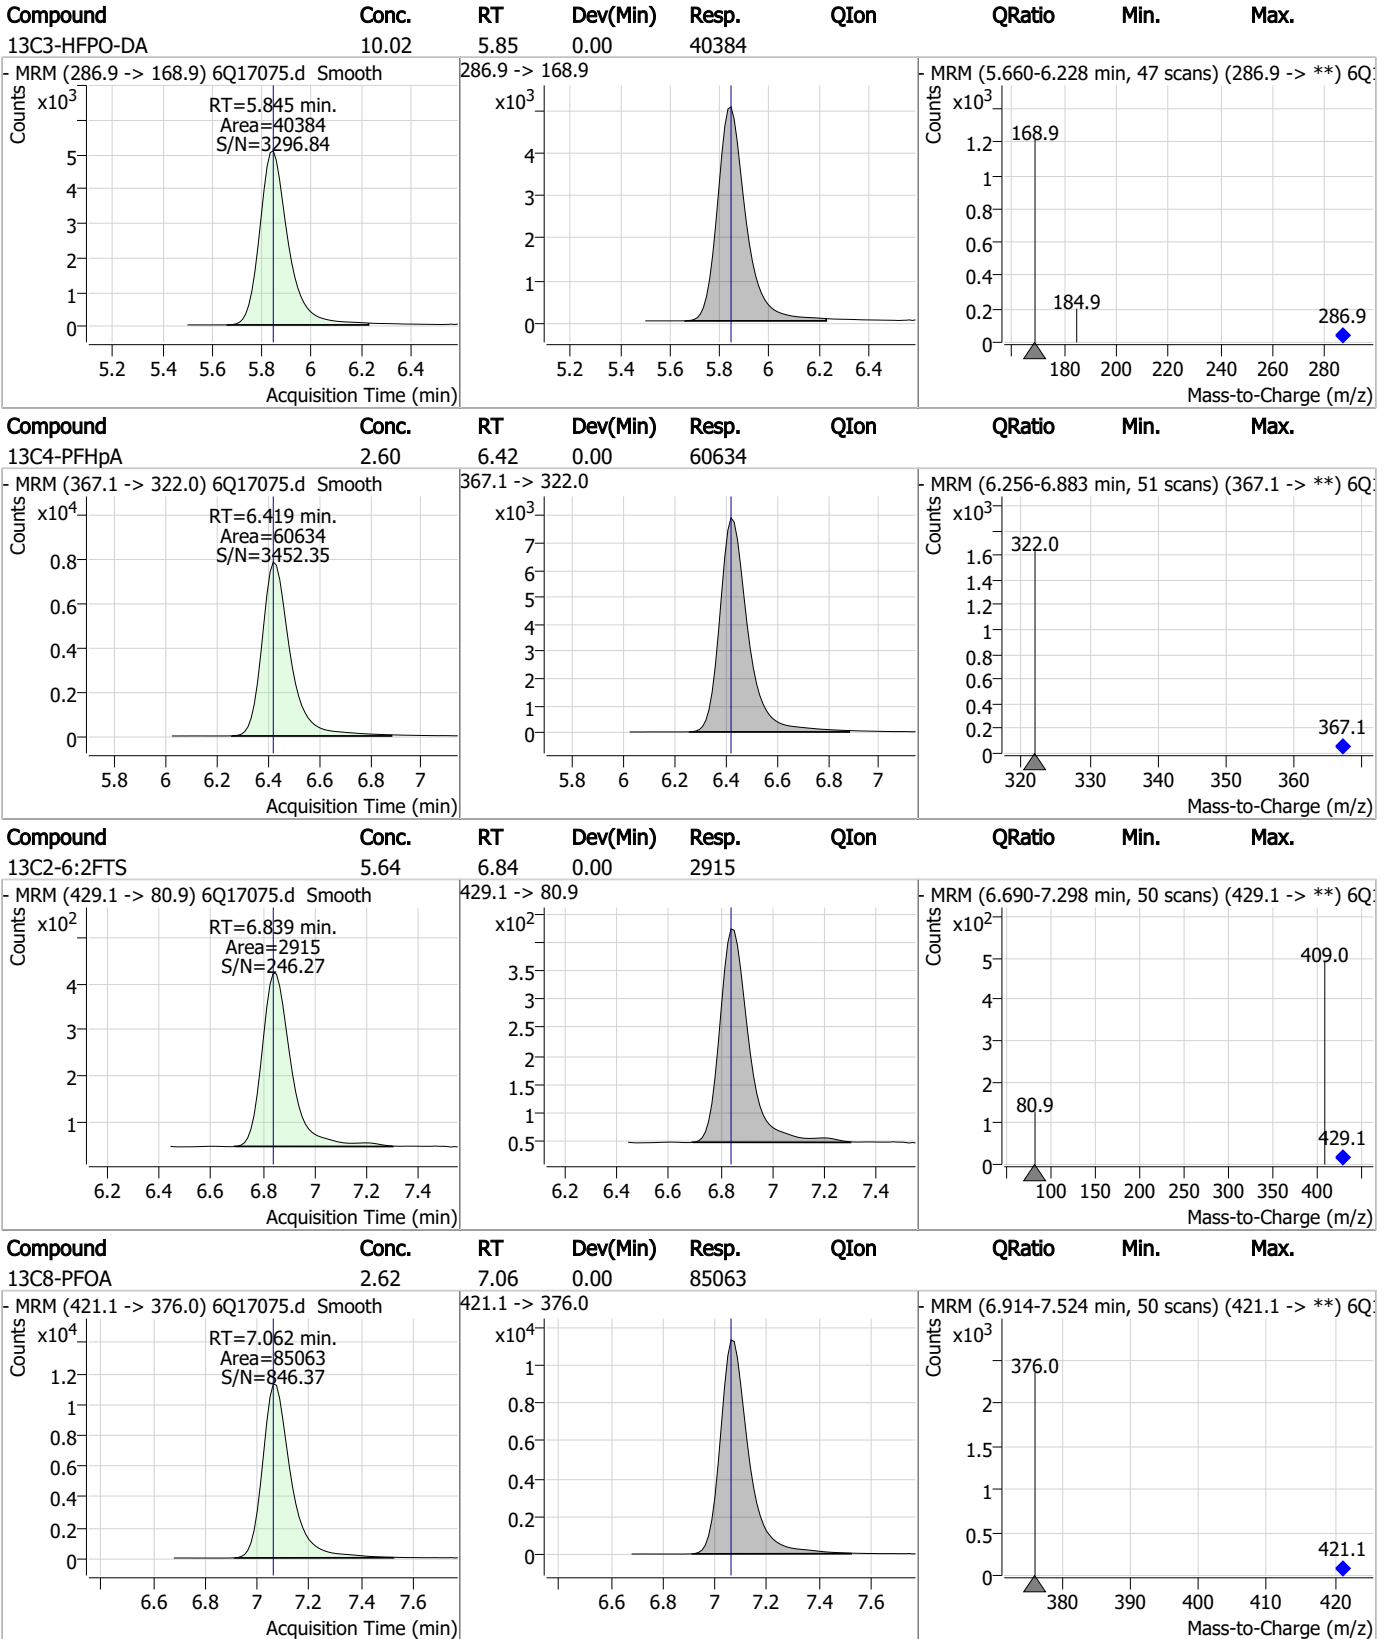 Compound Conc. RT Dev(Min) Resp. QIon QRatio Min. Max.
13C3-HFPO-DA 10.02 5.85 0.00 40384
- MRM (286.9 -> 168.9) 6Q17075.d Smooth
Counts
x10³
RT=5.845 min.
Area=40384
S/N=3296.84
5
4
3
2
1
0
5.2 5.4 5.6 5.8 6 6.2 6.4
Acquisition Time (min)
286.9 -> 168.9
x10³
4
3
2
1
0
5.2 5.4 5.6 5.8 6 6.2 6.4
- MRM (5.660-6.228 min, 47 scans) (286.9 -> **) 6Q
Counts
x10³
168.9
184.9
286.9
1.2
1
0.8
0.6
0.4
0.2
0
180 200 220 240 260 280
Mass-to-Charge (m/z)
Compound Conc. RT Dev(Min) Resp. QIon QRatio Min. Max.
13C4-PFHpA 2.60 6.42 0.00 60634
- MRM (367.1 -> 322.0) 6Q17075.d Smooth
Counts
x10⁴
RT=6.419 min.
Area=60634
S/N=3452.35
0.8
0.6
0.4
0.2
0
5.8 6 6.2 6.4 6.6 6.8 7
Acquisition Time (min)
367.1 -> 322.0
x10³
7
6
5
4
3
2
1
0
5.8 6 6.2 6.4 6.6 6.8 7
- MRM (6.256-6.883 min, 51 scans) (367.1 -> **) 6Q
Counts
x10³
322.0
367.1
1.6
1.4
1.2
1
0.8
0.6
0.4
0.2
0
320 330 340 350 360
Mass-to-Charge (m/z)
Compound Conc. RT Dev(Min) Resp. QIon QRatio Min. Max.
13C2-6:2FTS 5.64 6.84 0.00 2915
- MRM (429.1 -> 80.9) 6Q17075.d Smooth
Counts
x10²
RT=6.839 min.
Area=2915
S/N=246.27
4
3
2
1
6.2 6.4 6.6 6.8 7 7.2 7.4
Acquisition Time (min)
429.1 -> 80.9
x10²
3.5
3
2.5
2
1.5
1
0.5
6.2 6.4 6.6 6.8 7 7.2 7.4
- MRM (6.690-7.298 min, 50 scans) (429.1 -> **) 6Q
Counts
x10²
409.0
80.9
429.1
5
4
3
2
1
0
100 150 200 250 300 350 400
Mass-to-Charge (m/z)
Compound Conc. RT Dev(Min) Resp. QIon QRatio Min. Max.
13C8-PFOA 2.62 7.06 0.00 85063
- MRM (421.1 -> 376.0) 6Q17075.d Smooth
Counts
x10⁴
RT=7.062 min.
Area=85063
S/N=846.37
1.2
1
0.8
0.6
0.4
0.2
0
6.6 6.8 7 7.2 7.4 7.6
Acquisition Time (min)
421.1 -> 376.0
x10⁴
1
0.8
0.6
0.4
0.2
0
6.6 6.8 7 7.2 7.4 7.6
- MRM (6.914-7.524 min, 50 scans) (421.1 -> **) 6Q
Counts
x10³
376.0
421.1
2
1.5
1
0.5
0
380 390 400 410 420
Mass-to-Charge (m/z)